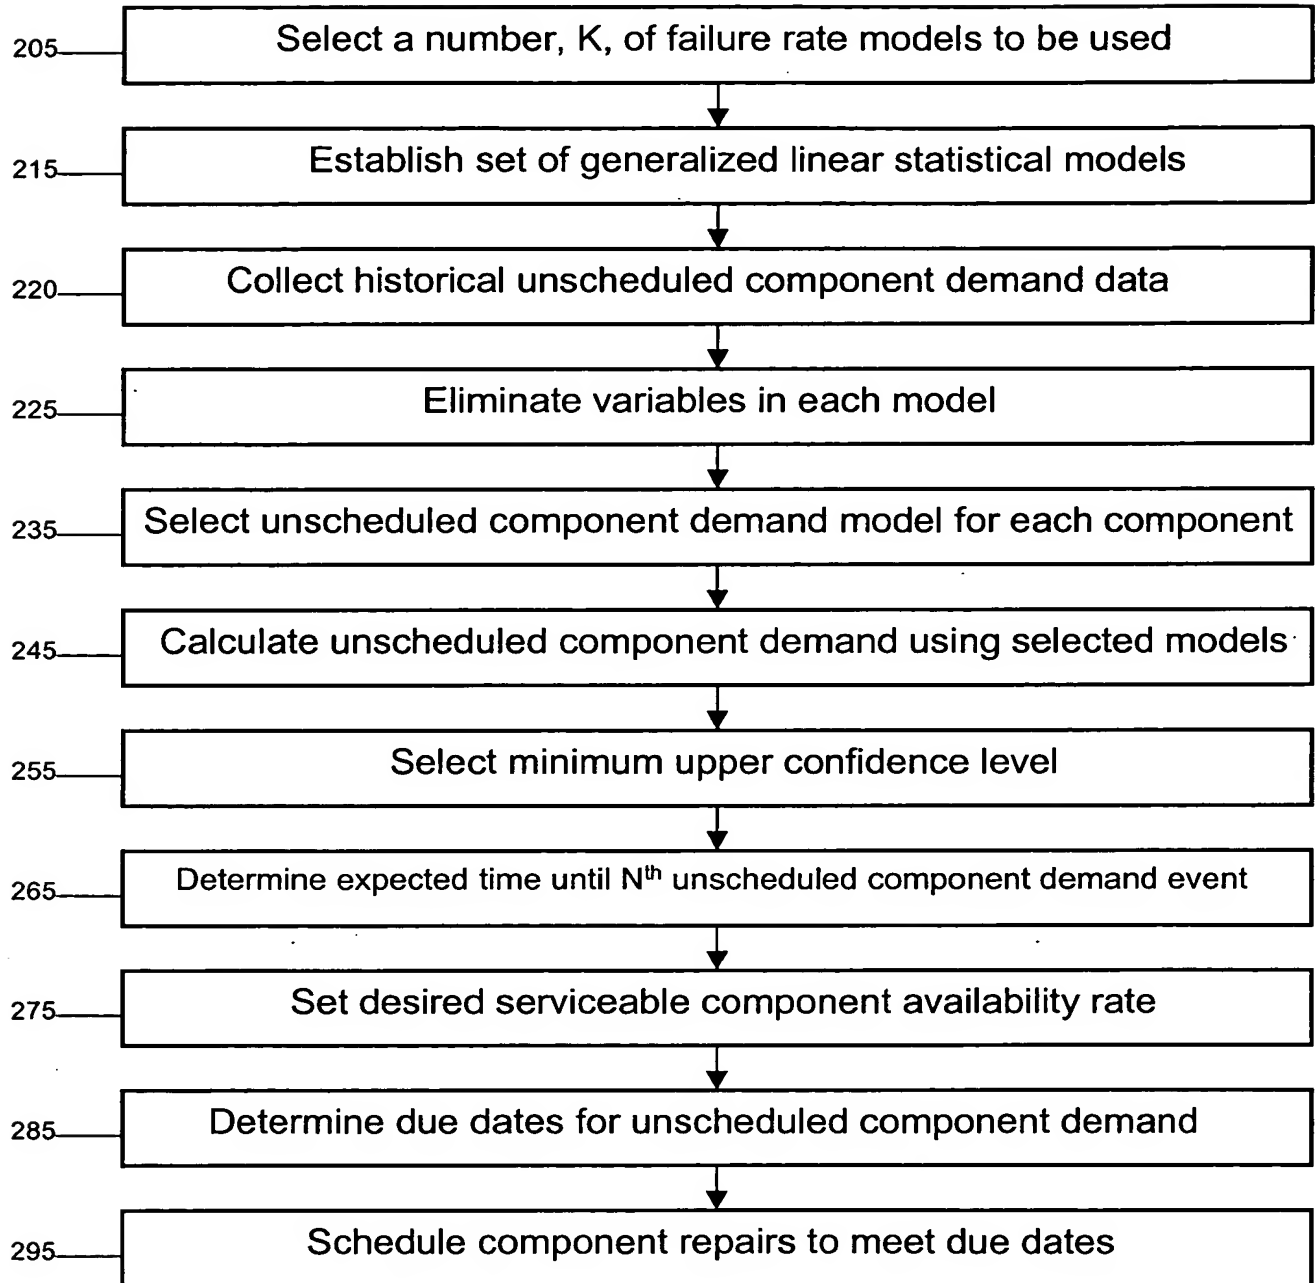 205 Select a number, K, of failure rate models to be used
215 Establish set of generalized linear statistical models
220 Collect historical unscheduled component demand data
225 Eliminate variables in each model
235 Select unscheduled component demand model for each component
245 Calculate unscheduled component demand using selected models
255 Select minimum upper confidence level
265 Determine expected time until Nth unscheduled component demand event
275 Set desired serviceable component availability rate
285 Determine due dates for unscheduled component demand
295 Schedule component repairs to meet due dates